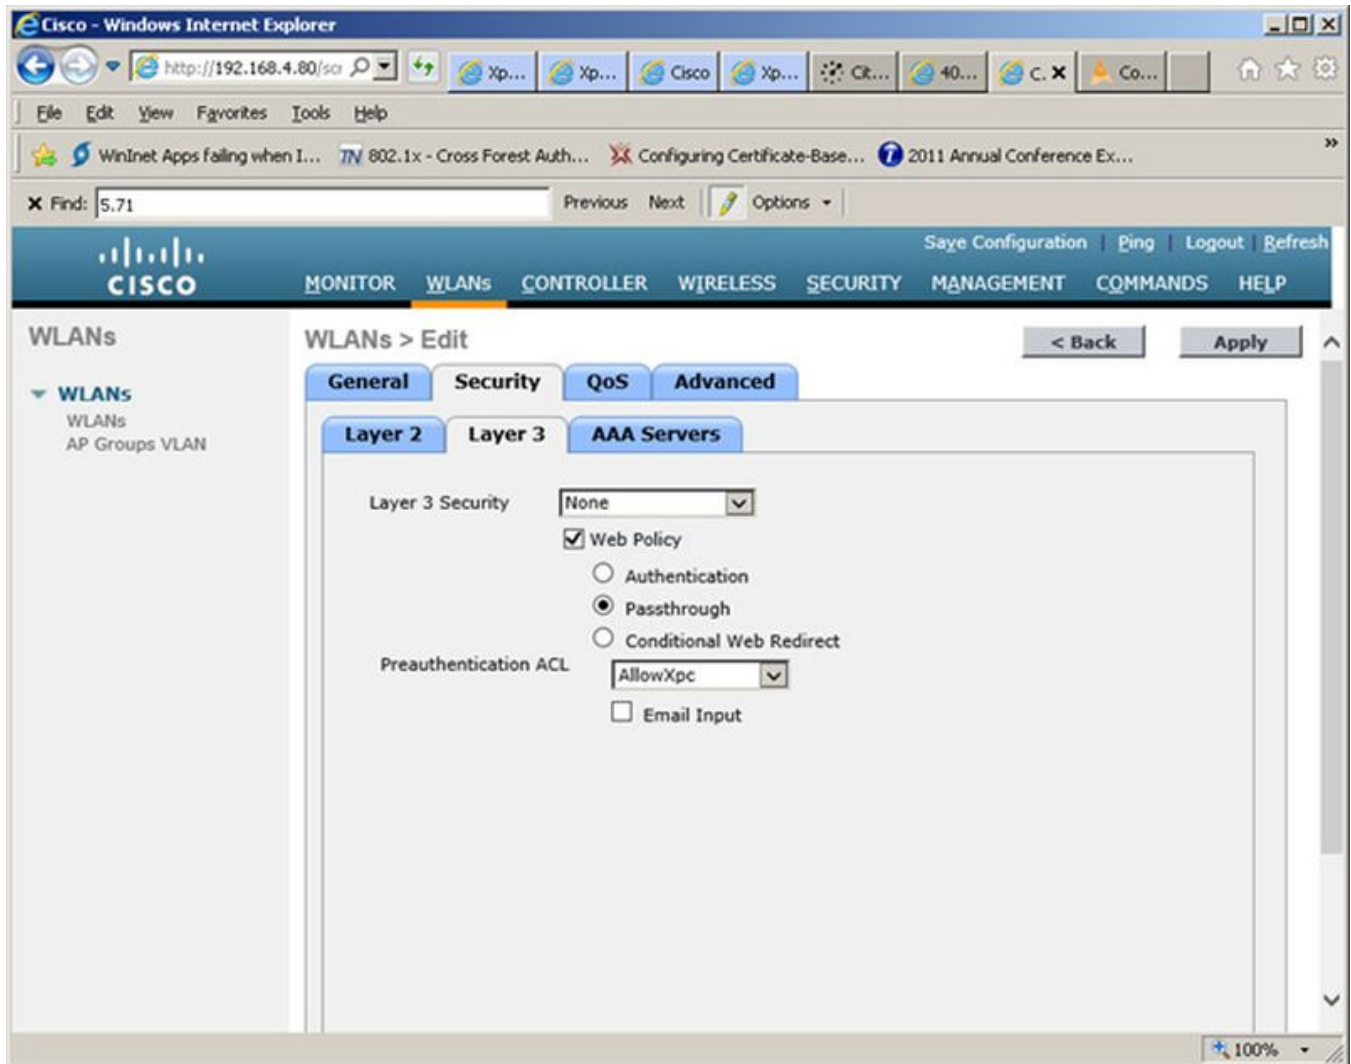 Cisco - Windows Internet Explorer
http://192.168.4.80/scr Xp... Xp... Cisco Xp... Cit... 40... C. Co...
File Edit View Favorites Tools Help
WinInet Apps failing when I... TN 802.1x - Cross Forest Auth... Configuring Certificate-Base... 2011 Annual Conference Ex... »
x Find: 5.71 Previous Next Options
Save Configuration | Ping | Logout | Refresh
CISCO MONITOR WLANs CONTROLLER WIRELESS SECURITY MANAGEMENT COMMANDS HELP
WLANs WLANs > Edit < Back Apply
General Security QoS Advanced
WLANs
WLANs
AP Groups VLAN
Layer 2 Layer 3 AAA Servers
Layer 3 Security None
Web Policy
Authentication
Passthrough
Conditional Web Redirect
Preauthentication ACL AllowXpc
Email Input
100%